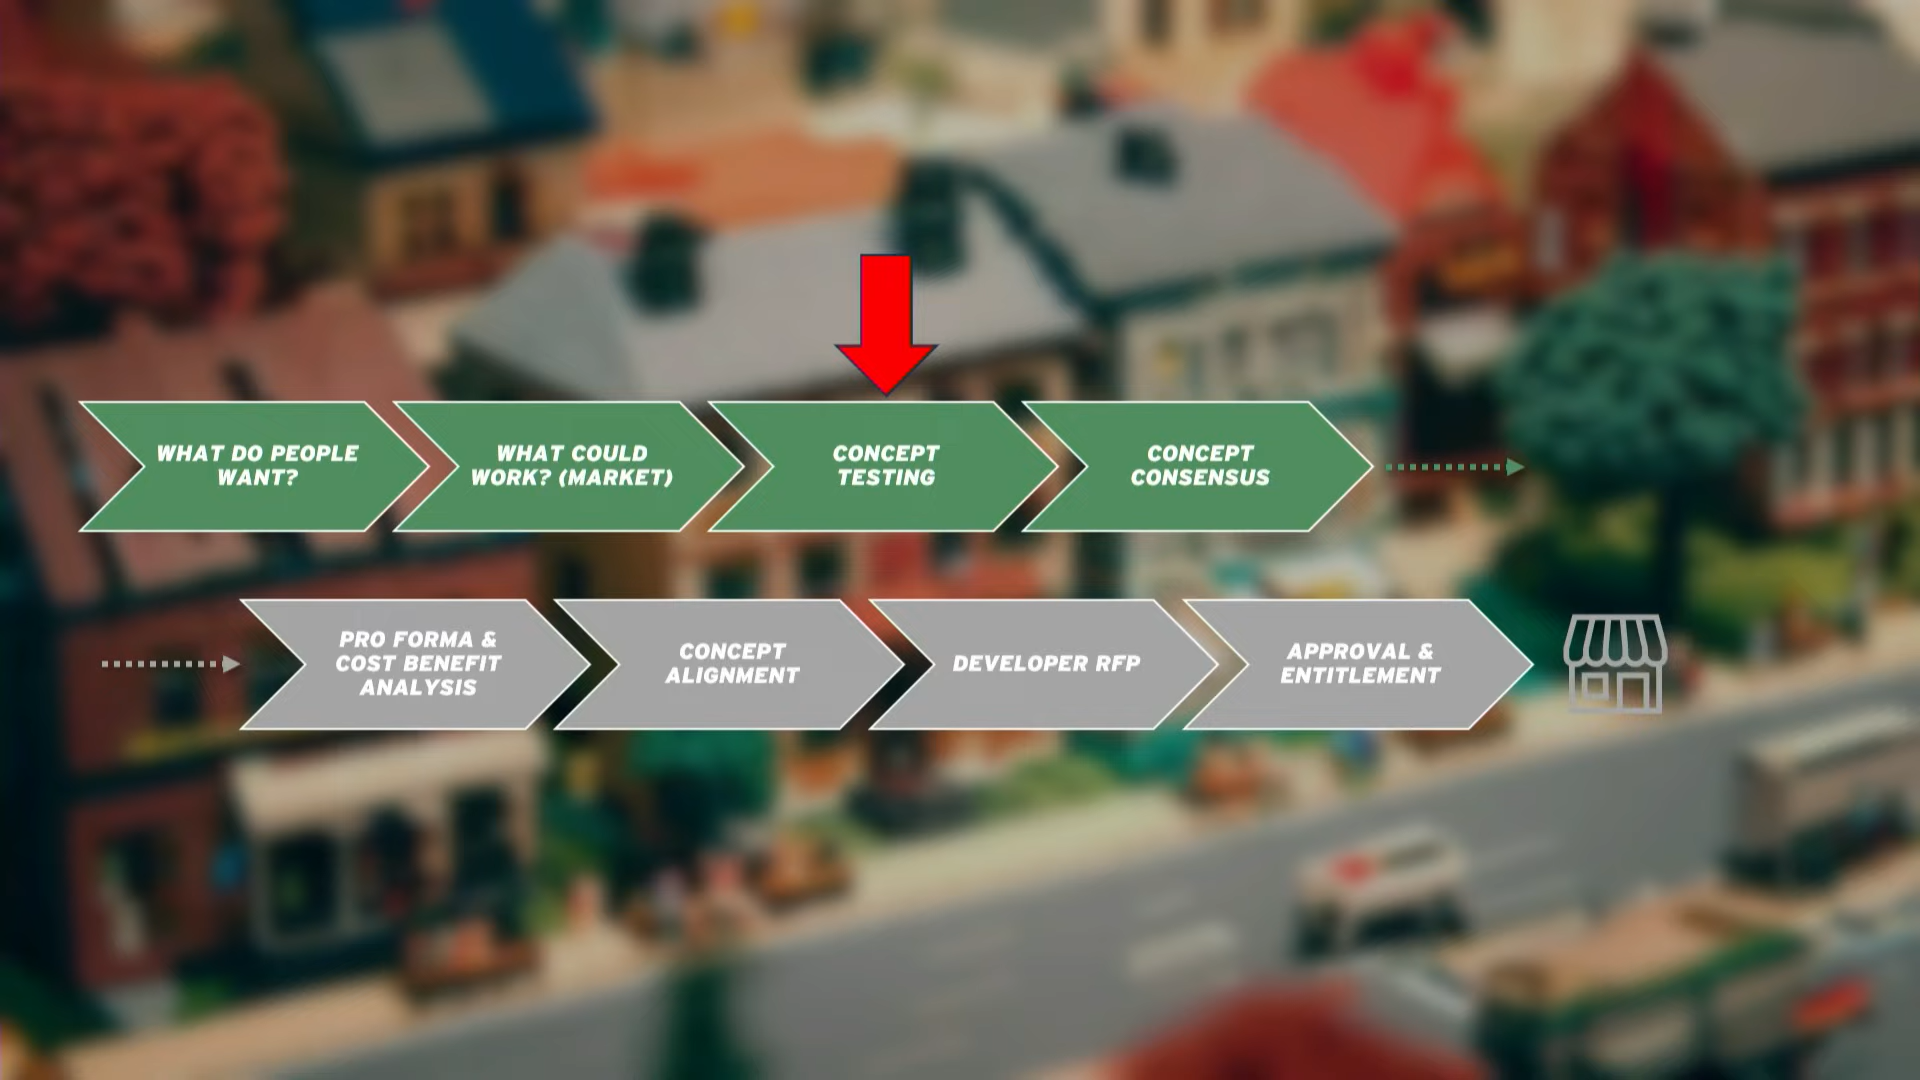 WHAT DO PEOPLE
WANT?
WHAT COULD
WORK? (MARKET)
CONCEPT
TESTING
CONCEPT
CONSENSUS
PRO FORMA &
COST BENEFIT
ANALYSIS
CONCEPT
ALIGNMENT
DEVELOPER RFP
APPROVAL &
ENTITLEMENT